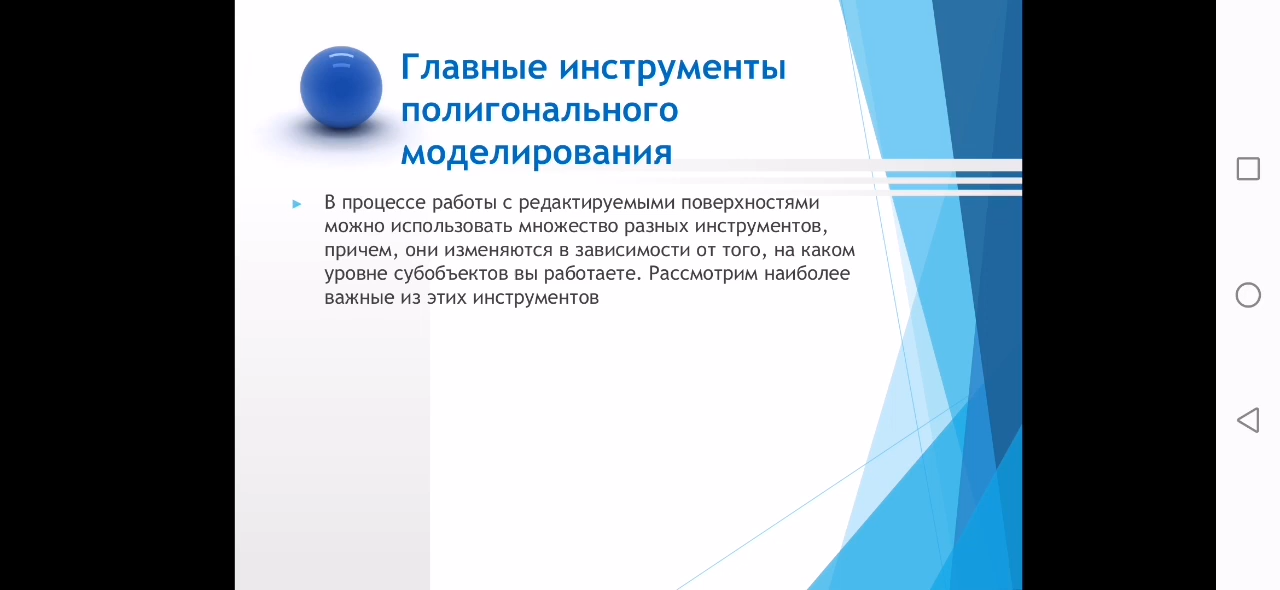 Главные инструменты
полигонального
моделирования
В процессе работы с редактируемыми поверхностями
можно использовать множество разных инструментов,
причем, они изменяются в зависимости от того, на каком
уровне субобъектов вы работаете. Рассмотрим наиболее
важные из этих инструментов